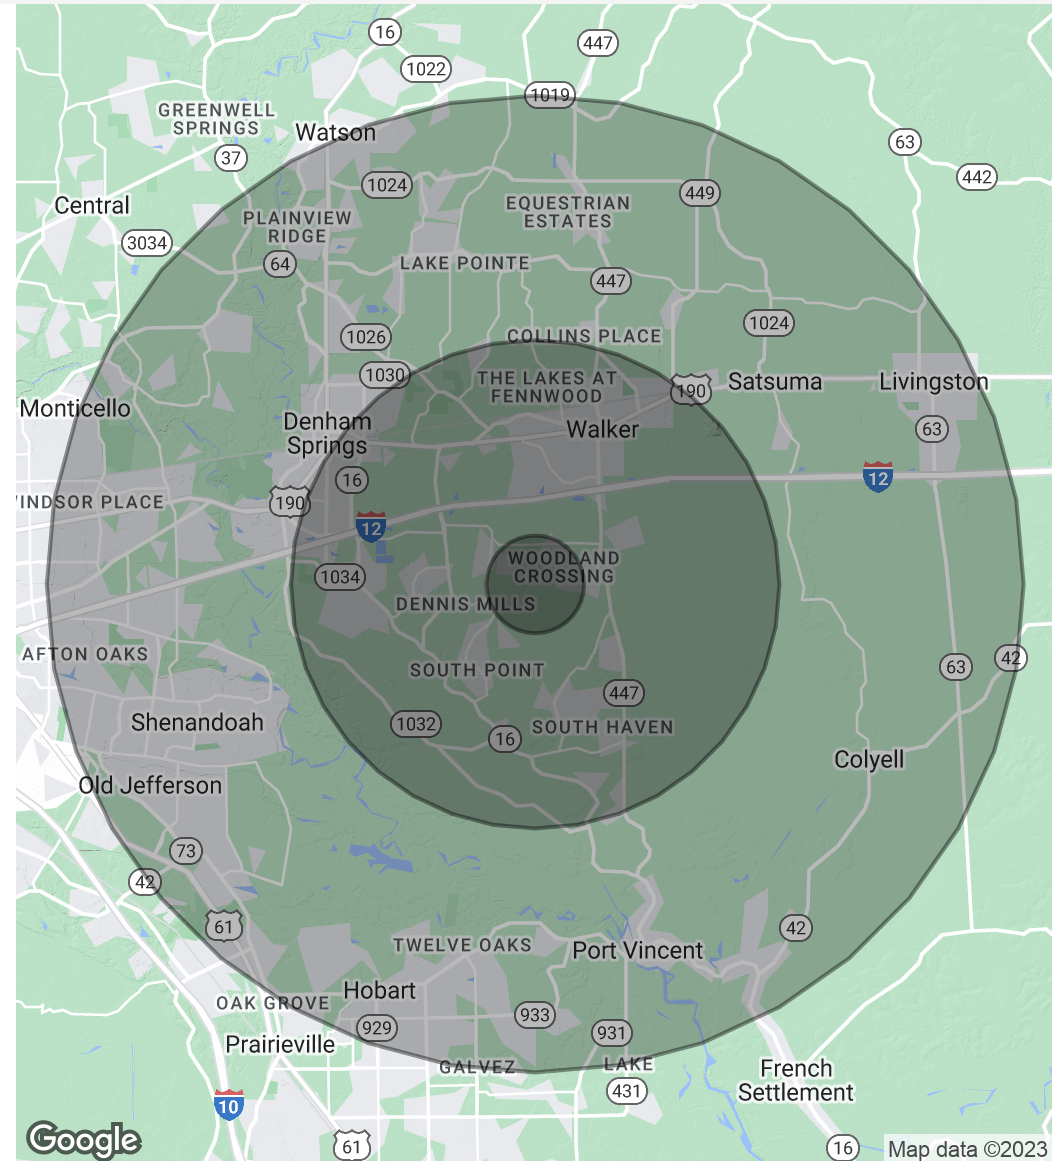 16
447
1022
1019
GREENWELL
SPRINGS
Watson
63
37
442
1024
449
Central
EQUESTRIAN
ESTATES
PLAINVIEW
RIDGE
3034
64
LAKE POINTE
447
1024
1026
COLLINS PLACE
1030
THE LAKES AT
FENNWOOD
190
Satsuma
Livingston
Monticello
Denham
Springs
Walker
63
16
12
190
INDSOR PLACE
12
WOODLAND
CROSSING
1034
DENNIS MILLS
AFTON OAKS
42
63
SOUTH POINT
447
Shenandoah
1032
16
SOUTH HAVEN
Colyell
Old Jefferson
73
42
61
42
TWELVE OAKS
Port Vincent
Hobart
OAK GROVE
933
929
931
Prairieville
GALVEZ
LAKE
French
Settlement
431
10
Google
61
16
Map data ©2023